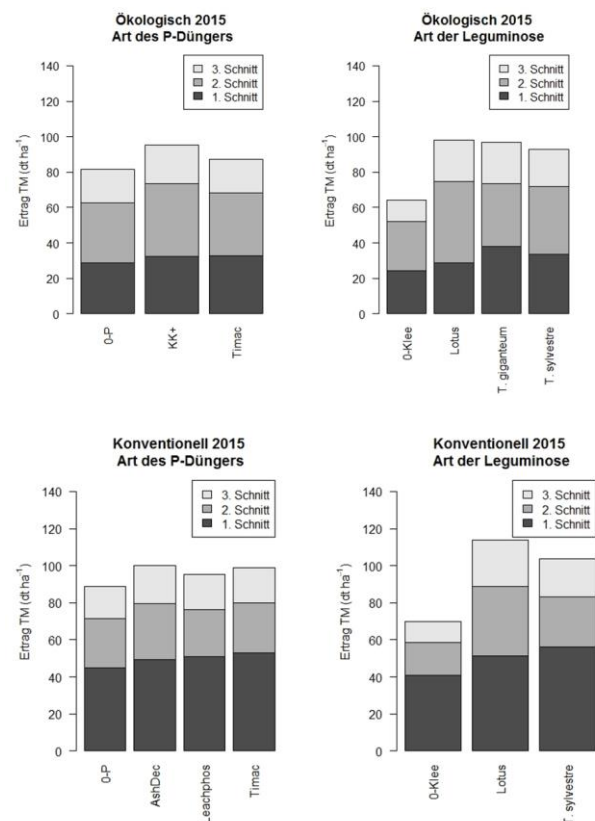 Ökologisch 2015
Art des P-Düngers
140
120
100
80
60
40
20
0
Ertrag TM (dt ha⁻¹)
3. Schnitt
2. Schnitt
1. Schnitt
0-P
KK+
Timac
Ökologisch 2015
Art der Leguminose
140
120
100
80
60
40
20
0
Ertrag TM (dt ha⁻¹)
3. Schnitt
2. Schnitt
1. Schnitt
0-Klee
Lotus
T. giganteum
T. sylvestre
Konventionell 2015
Art des P-Düngers
140
120
100
80
60
40
20
0
Ertrag TM (dt ha⁻¹)
3. Schnitt
2. Schnitt
1. Schnitt
0-P
AshDec
Leachphos
Timac
Konventionell 2015
Art der Leguminose
140
120
100
80
60
40
20
0
Ertrag TM (dt ha⁻¹)
3. Schnitt
2. Schnitt
1. Schnitt
0-Klee
Lotus
T. sylvestre